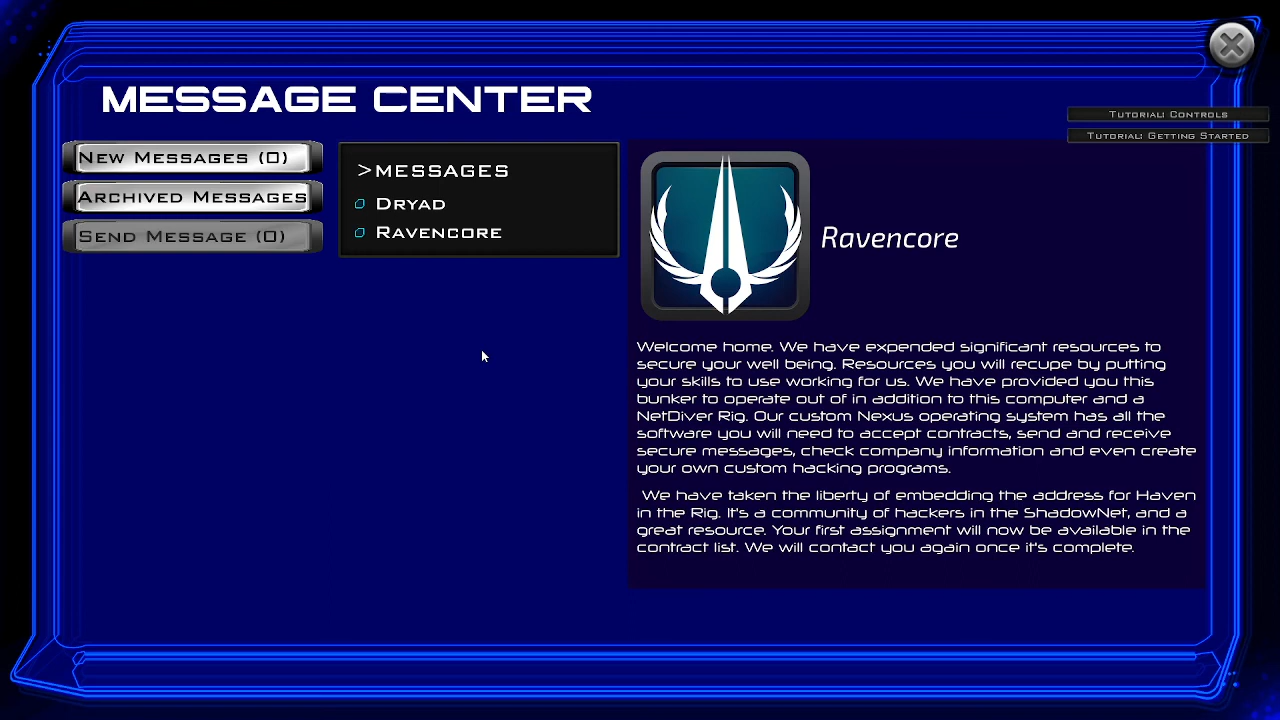 MESSAGE CENTER
Tutorial: Controls
Tutorial: Getting Started
New Messages (0)
Archived Messages
Send Message (0)
>MESSAGES
Dryad
Ravencore
Ravencore
Welcome home. We have expended significant resources to
secure your well being. Resources you will recupe by putting
your skills to use working for us. We have provided you this
bunker to operate out of in addition to this computer and a
NetDiver Rig. Our custom Nexus operating system has all the
software you will need to accept contracts, send and receive
secure messages, check company information and even create
your own custom hacking programs.
We have taken the liberty of embedding the address for Haven
in the Rig. It's a community of hackers in the ShadowNet, and a
great resource. Your first assignment will now be available in the
contract list. We will contact you again once it's complete.